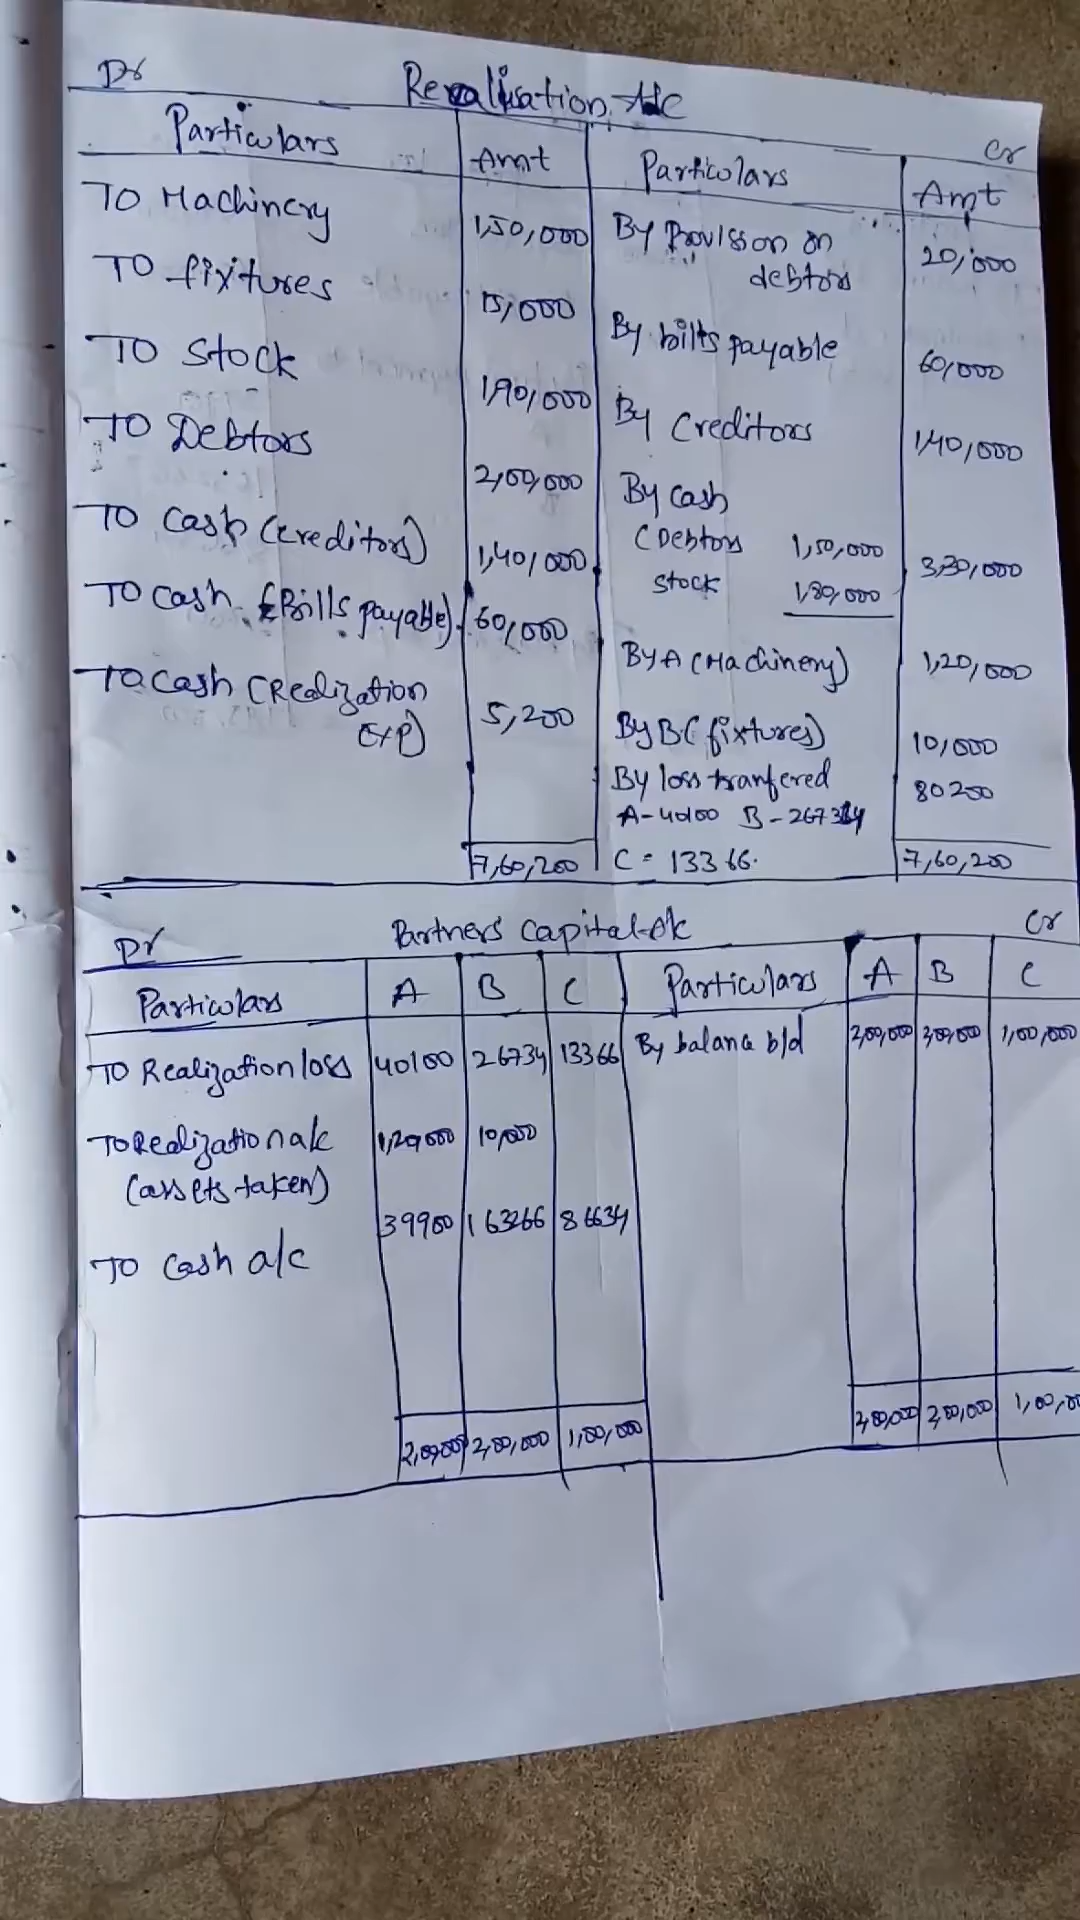 Dr Revalisation A/c Cr
Particulars Amt Particulars Amt
TO Machinery 1,50,000 By Provission on debtors 20,000
TO fixtures 15,000 By bills payable 60,000
TO Stock 1,90,000 By Creditors 1,40,000
TO Debtors 2,00,000 By Cash
TO Cash (Creditors) 1,40,000 (Debtors 1,50,000
Stock 1,80,000 3,30,000
TO Cash (Bills payable) 60,000 By A (Machinery) 1,20,000
TO Cash (Realization EXP) 5,200 By B (fixtures) 10,000
By loss tranfered 80200
A-40100 B-26734
7,60,200 C = 13366. 7,60,200
Dr Partners Capital A/c Cr
Particulars A B C Particulars A B C
TO Realization loss 40100 26734 13366 By balance b/d 2,00,000 2,00,000 1,00,000
TO Realization a/c 1,20,000 10,000
(assets taken)
TO Cash a/c 39900 163266 86634
2,00,000 2,00,000 1,00,000 2,00,000 2,00,000